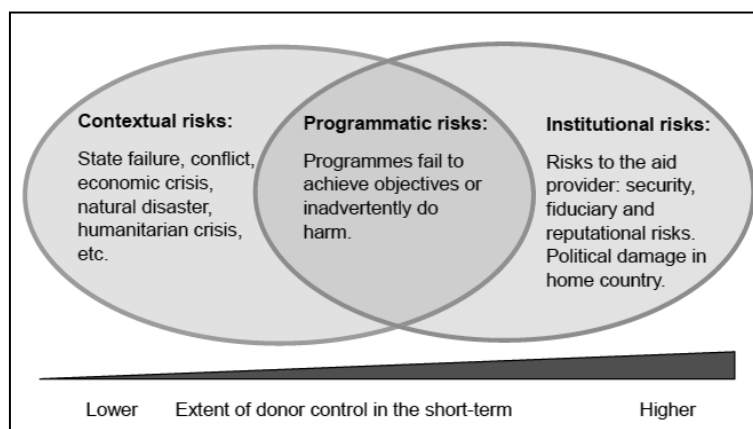 Contextual risks:
State failure, conflict,
economic crisis,
natural disaster,
humanitarian crisis,
etc.
Programmatic risks:
Programmes fail to
achieve objectives or
inadvertently do
harm.
Institutional risks:
Risks to the aid
provider: security,
fiduciary and
reputational risks.
Political damage in
home country.
Lower
Extent of donor control in the short-term
Higher